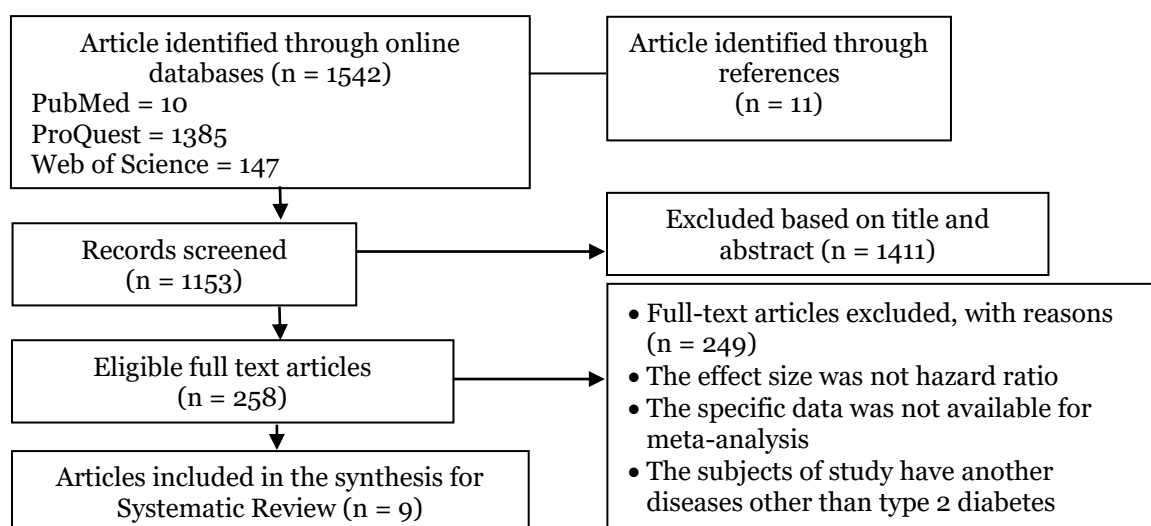 Article identified through online
databases (n = 1542)
PubMed = 10
ProQuest = 1385
Web of Science = 147
Article identified through
references
(n = 11)
Records screened
(n = 1153)
Excluded based on title and
abstract (n = 1411)
Eligible full text articles
(n = 258)
• Full-text articles excluded, with reasons
(n = 249)
• The effect size was not hazard ratio
• The specific data was not available for
meta-analysis
• The subjects of study have another
diseases other than type 2 diabetes
Articles included in the synthesis for
Systematic Review (n = 9)